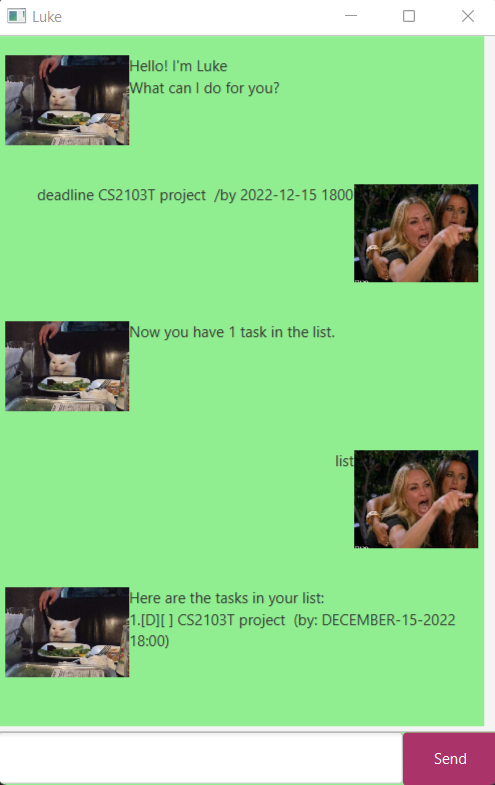 Luke
Hello! I'm Luke
What can I do for you?
deadline CS2103T project  /by 2022-12-15 1800
Now you have 1 task in the list.
list
Here are the tasks in your list:
1.[D][ ] CS2103T project  (by: DECEMBER-15-2022
18:00)
Send